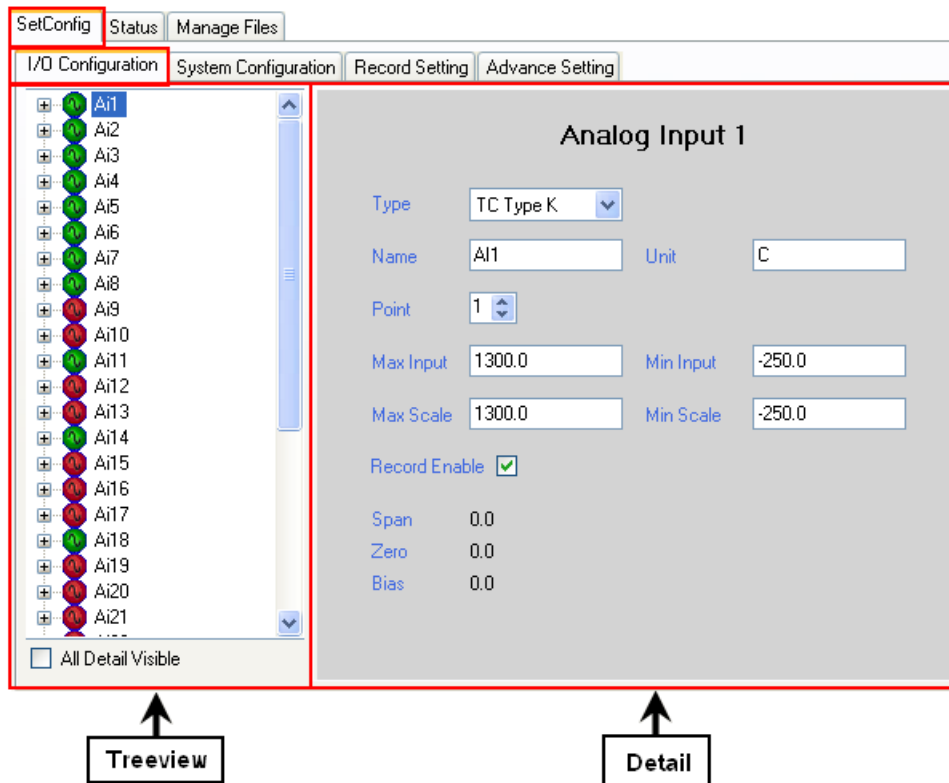 SetConfig Status Manage Files
I/O Configuration System Configuration Record Setting Advance Setting
Ai1
Ai2
Ai3
Ai4
Ai5
Ai6
Ai7
Ai8
Ai9
Ai10
Ai11
Ai12
Ai13
Ai14
Ai15
Ai16
Ai17
Ai18
Ai19
Ai20
Ai21
All Detail Visible
Analog Input 1
Type TC Type K
Name AI1 Unit C
Point 1
Max Input 1300.0 Min Input -250.0
Max Scale 1300.0 Min Scale -250.0
Record Enable
Span 0.0
Zero 0.0
Bias 0.0
Treeview
Detail